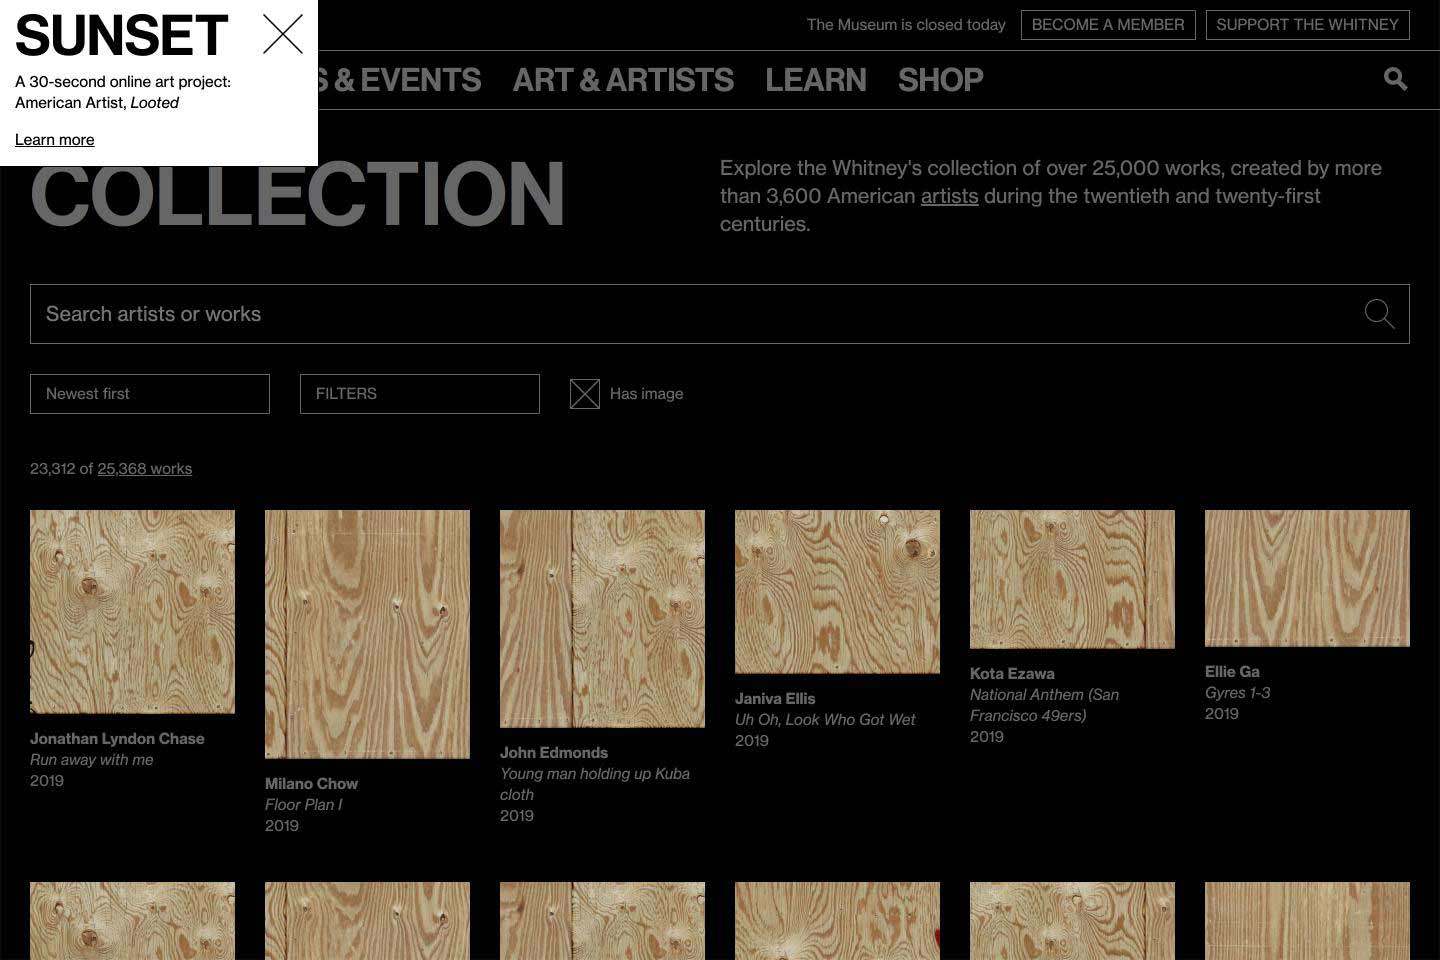 SUNSET
A 30-second online art project:
American Artist, Looted
Learn more
The Museum is closed today
BECOME A MEMBER
SUPPORT THE WHITNEY
S & EVENTS
ART & ARTISTS
LEARN
SHOP
COLLECTION
Explore the Whitney's collection of over 25,000 works, created by more
than 3,600 American artists during the twentieth and twenty-first
centuries.
Search artists or works
Newest first
FILTERS
Has image
23,312 of 25,368 works
Jonathan Lyndon Chase
Run away with me
2019
Milano Chow
Floor Plan I
2019
John Edmonds
Young man holding up Kuba
cloth
2019
Janiva Ellis
Uh Oh, Look Who Got Wet
2019
Kota Ezawa
National Anthem (San
Francisco 49ers)
2019
Ellie Ga
Gyres 1-3
2019